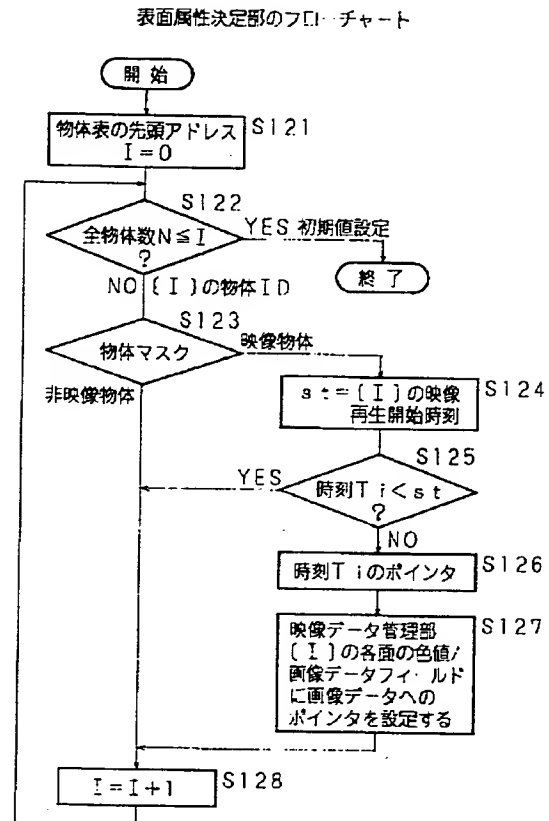 表面属性決定部のフローチャート
開始
物体表の先頭アドレス
I=0
S121
S122
全物体数N≦I
?
YES 初期値設定
終了
NO [I]の物体ID
S123
物体マスク
映像物体
非映像物体
st=[I]の映像
再生開始時刻
S124
S125
YES
時刻Ti<st
?
NO
時刻Tiのポインタ
S126
映像データ管理部
[I]の各面の色値/
画像データフィールド
に画像データへの
ポインタを設定する
S127
I=I+1
S128